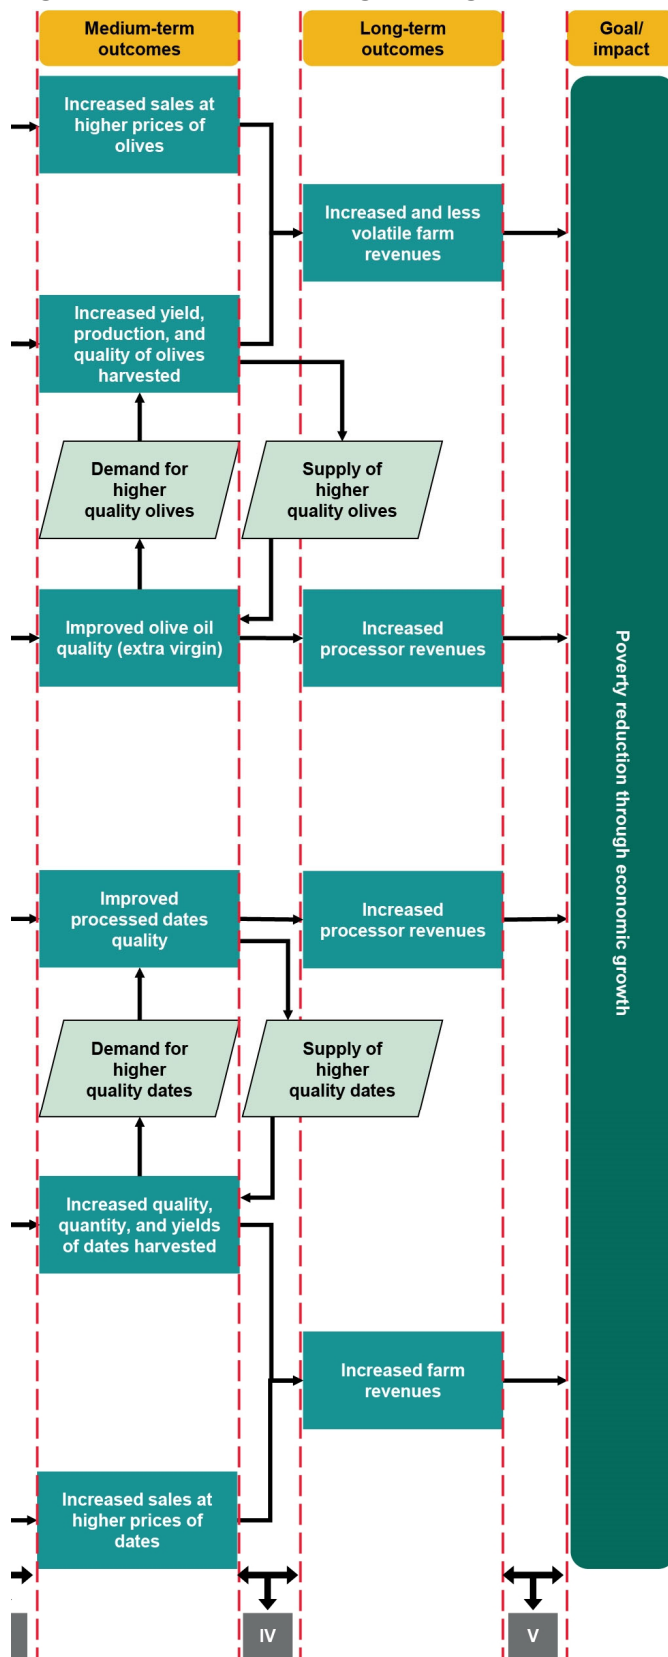 Medium-term
outcomes
Long-term
outcomes
Goal/
impact
Increased sales at
higher prices of
olives
Increased and less
volatile farm
revenues
Increased yield,
production, and
quality of olives
harvested
Demand for
higher
quality olives
Supply of
higher
quality olives
Improved olive oil
quality (extra virgin)
Increased
processor revenues
Poverty reduction through economic growth
Improved
processed dates
quality
Increased
processor revenues
Demand for
higher
quality dates
Supply of
higher
quality dates
Increased quality,
quantity, and yields
of dates harvested
Increased farm
revenues
Increased sales at
higher prices of
dates
IV
V